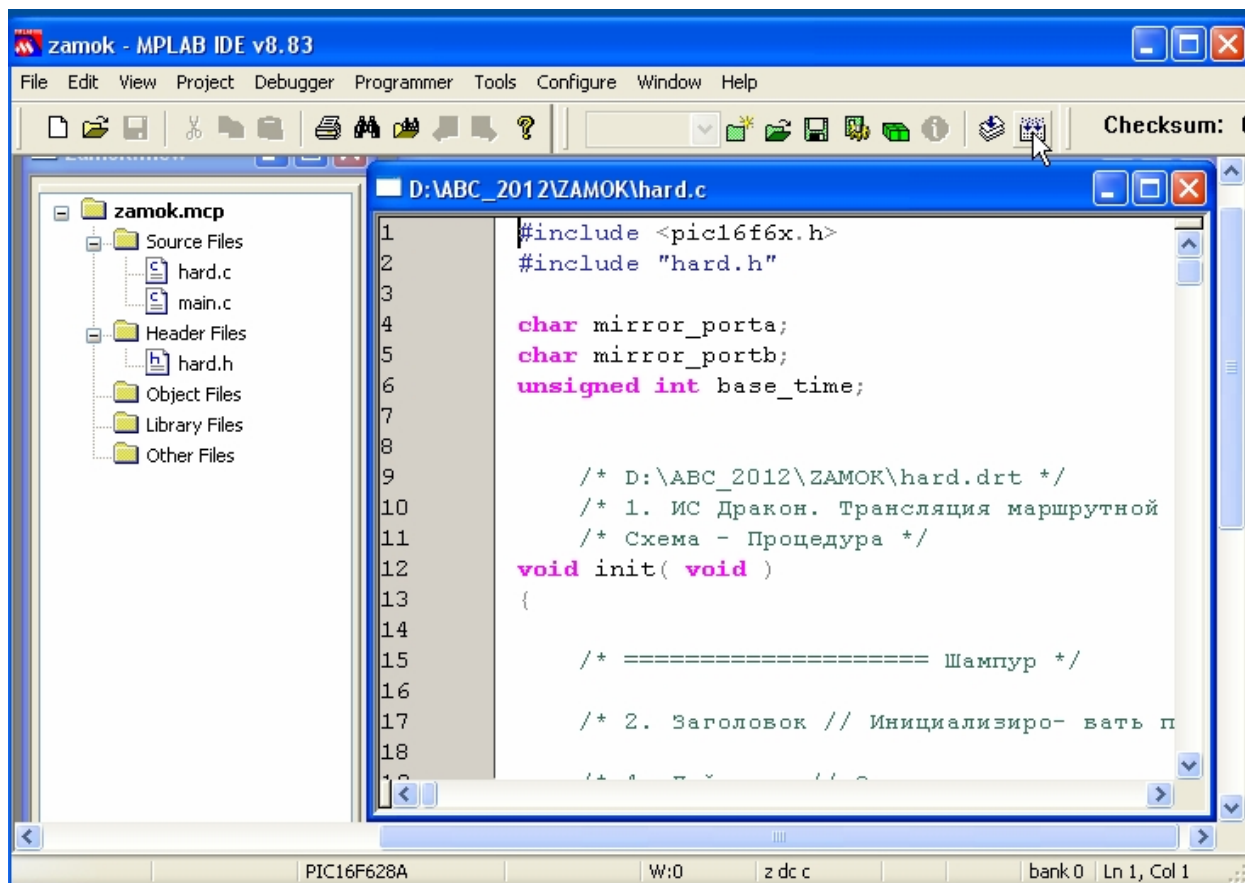 zamok - MPLAB IDE v8.83
File Edit View Project Debugger Programmer Tools Configure Window Help
Checksum:
zamok.mcp
Source Files
hard.c
main.c
Header Files
hard.h
Object Files
Library Files
Other Files
D:\ABC_2012\ZAMOK\hard.c
1 #include <pic16f6x.h>
2 #include "hard.h"
3
4 char mirror_porta;
5 char mirror_portb;
6 unsigned int base_time;
7
8
9 /* D:\ABC_2012\ZAMOK\hard.drt */
10 /* 1. ИС Дракон. Трансляция маршрутной
11 /* Схема - Процедура */
12 void init( void )
13 {
14
15 /* ==================== Шампур */
16
17 /* 2. Заголовок // Инициализиро- вать п
18
PIC16F628A W:0 z dc c bank 0 Ln 1, Col 1